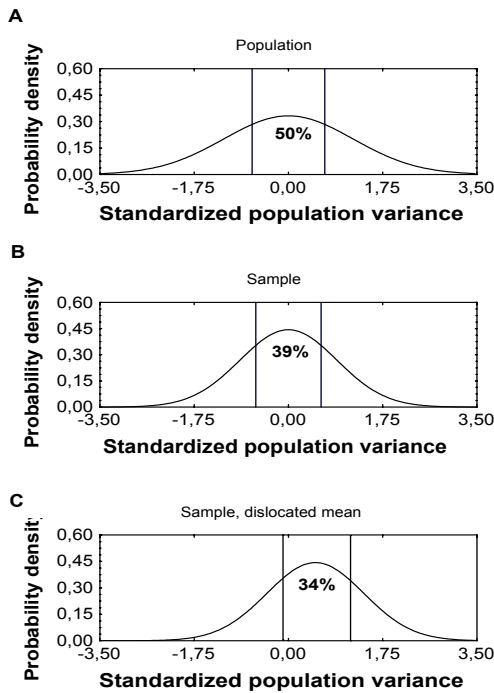 A
Population
Probability density
0,60
0,45
0,30
0,15
0,00
50%
-3,50 -1,75 0,00 1,75 3,50
Standardized population variance
B
Sample
Probability density
0,60
0,45
0,30
0,15
0,00
39%
-3,50 -1,75 0,00 1,75 3,50
Standardized population variance
C
Sample, dislocated mean
Probability density
0,60
0,45
0,30
0,15
0,00
34%
-3,50 -1,75 0,00 1,75 3,50
Standardized population variance